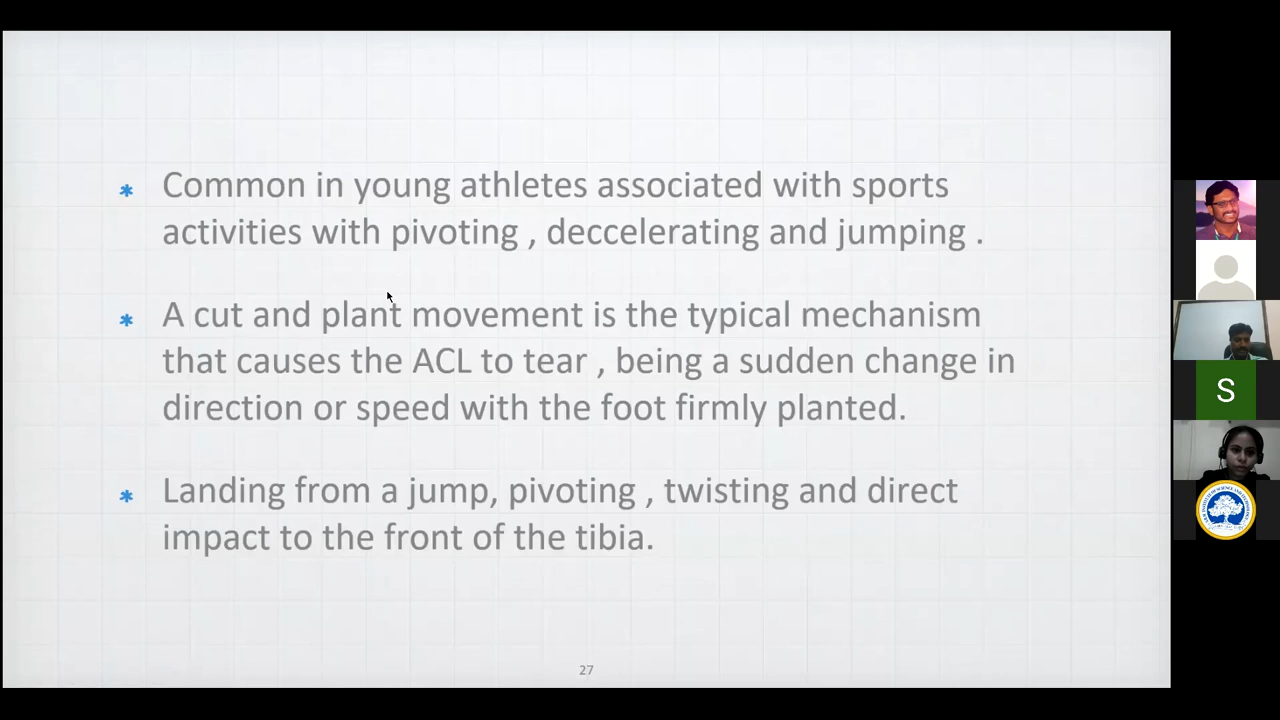 * Common in young athletes associated with sports
activities with pivoting , deccelerating and jumping .
* A cut and plant movement is the typical mechanism
that causes the ACL to tear , being a sudden change in
direction or speed with the foot firmly planted.
* Landing from a jump, pivoting , twisting and direct
impact to the front of the tibia.
27
S